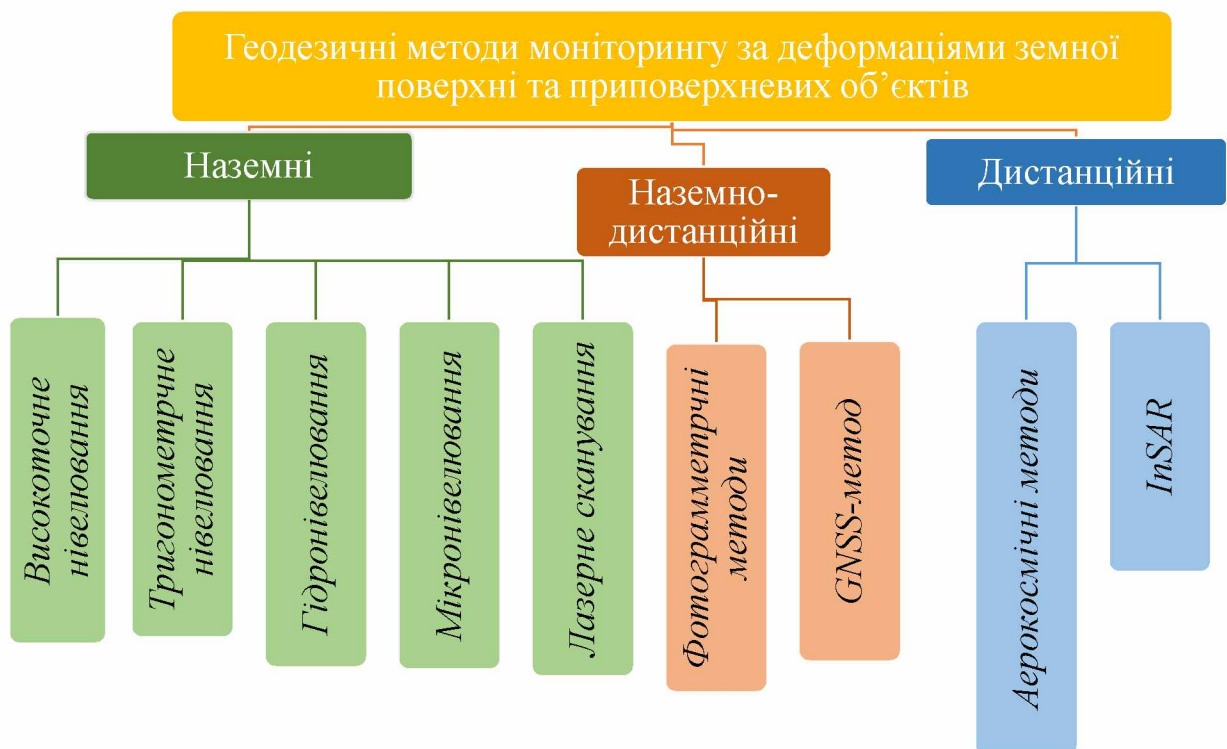 Геодезичні методи моніторингу за деформаціями земної
поверхні та приповерхневих об’єктів
Наземні
Наземно-
дистанційні
Дистанційні
Високоточне
нівелювання
Тригонометрчне
нівелювання
Гідронівелювання
Мікронівелювання
Лазерне сканування
Фотограмметрчні
методи
GNSS-метод
Аерокосмічні методи
InSAR